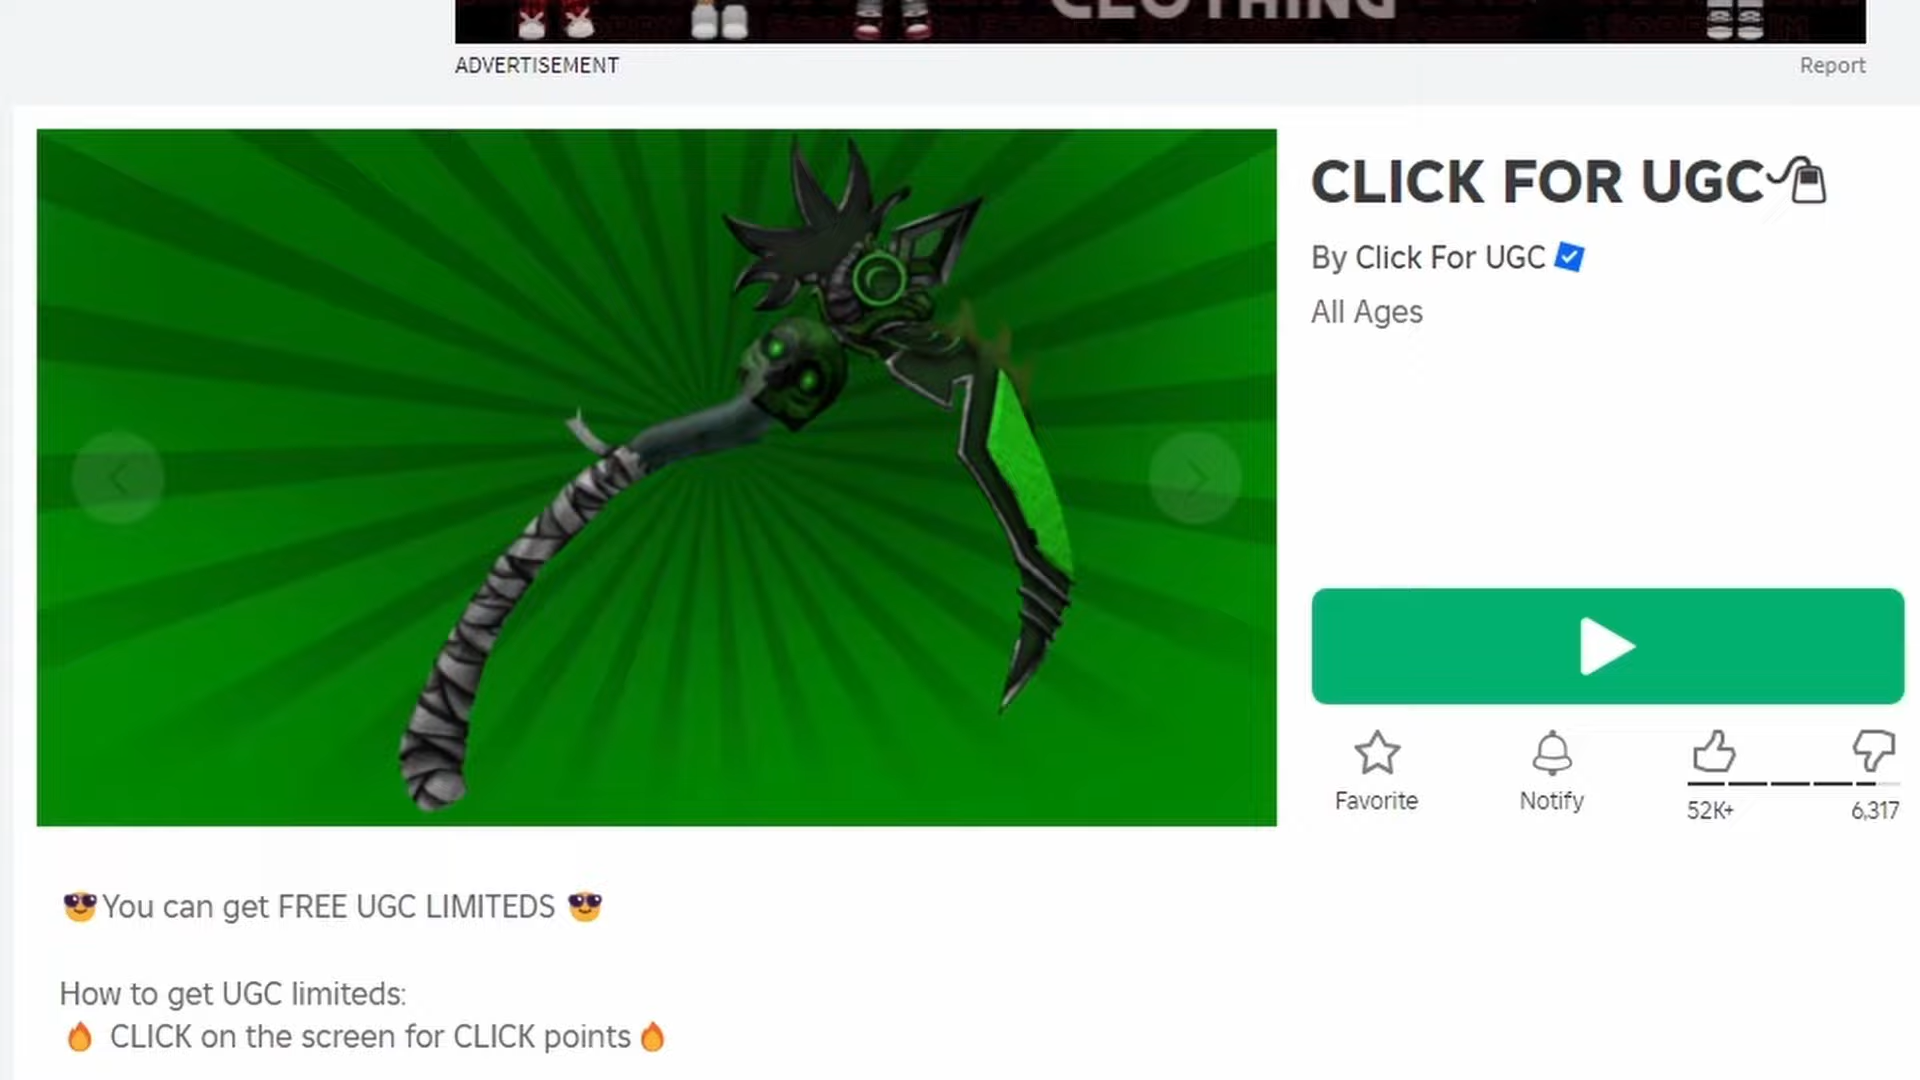 CLOTHING
ADVERTISEMENT
Report
CLICK FOR UGC
By Click For UGC
All Ages
Favorite
Notify
52K+
6,317
😎You can get FREE UGC LIMITEDS 😎
How to get UGC limiteds:
🔥 CLICK on the screen for CLICK points🔥